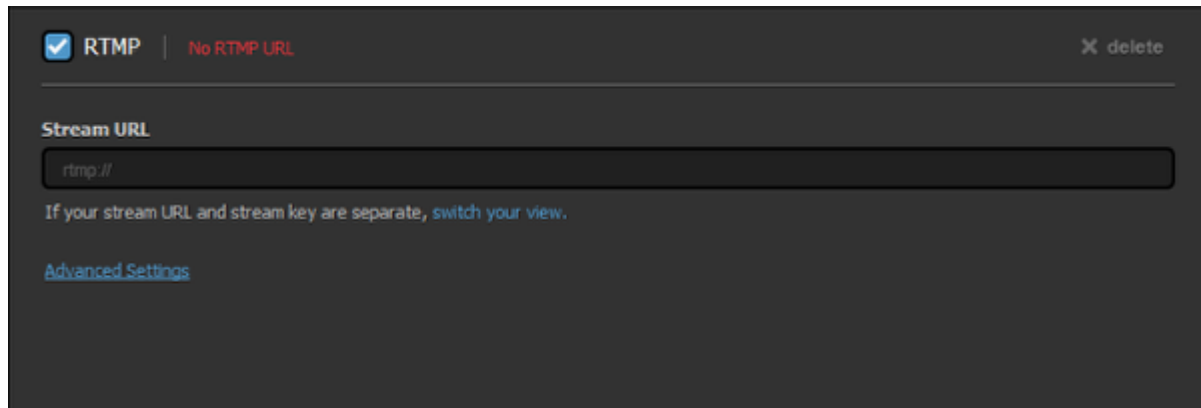 RTMP | No RTMP URL X delete
Stream URL
rtmp://
If your stream URL and stream key are separate, switch your view.
Advanced Settings